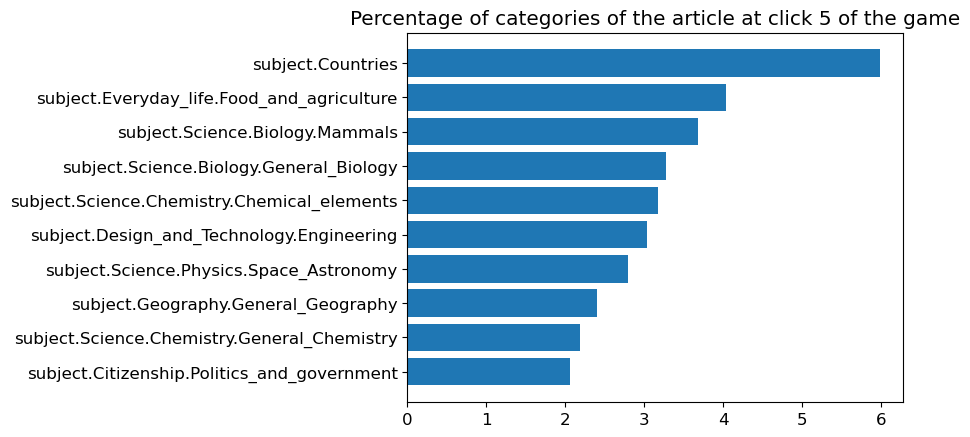 Percentage of categories of the article at click 5 of the game
subject.Countries
subject.Everyday_life.Food_and_agriculture
subject.Science.Biology.Mammals
subject.Science.Biology.General_Biology
subject.Science.Chemistry.Chemical_elements
subject.Design_and_Technology.Engineering
subject.Science.Physics.Space_Astronomy
subject.Geography.General_Geography
subject.Science.Chemistry.General_Chemistry
subject.Citizenship.Politics_and_government
0 1 2 3 4 5 6